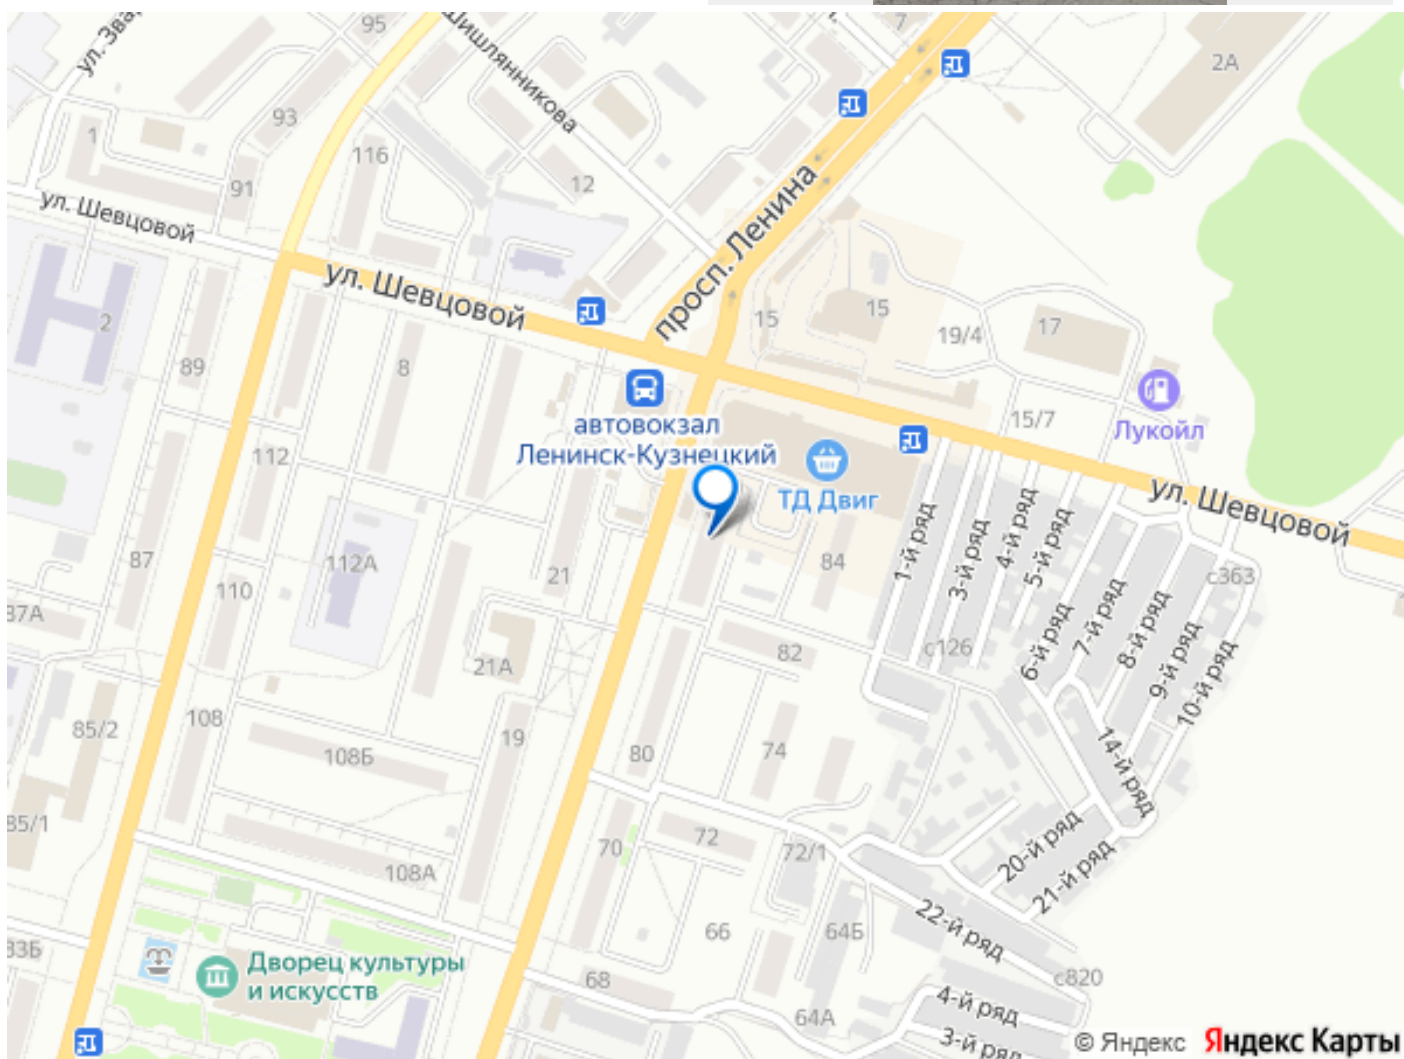 95
7
2А
ул. Звар
шишлянникова
93
1
116
12
91
просп. Ленина
ул. Шевцовой
ул. Шевцовой
2
15
15
17
19/4
89
8
Лукойл
15/7
автовокзал
Ленинск-Кузнецкий
112
ТД Двиг
ул. Шевцовой
87
112А
21
84
1-й ряд
3-й ряд
4-й ряд
5-й ряд
с363
37А
110
6-й ряд
7-й ряд
8-й ряд
9-й ряд
10-й ряд
21А
82
с126
85/2
108
19
108Б
80
74
14-й ряд
85/1
70
72
72/1
20-й ряд
108А
21-й ряд
22-й ряд
33Б
66
64Б
Дворец культуры
и искусств
68
с820
64А
4-й ряд
3-й ряд
© Яндекс Яндекс Карты